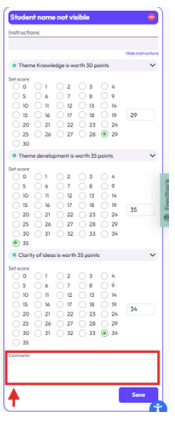 Student name not visible
Instructions
Hide instructions
Theme Knowledge is worth 30 points
Set score
0 1 2 3 4
5 6 7 8 9
10 11 12 13 14
15 16 17 18 19 29
20 21 22 23 24
25 26 27 28 29
30
Theme development is worth 35 points
Set score
0 1 2 3 4
5 6 7 8 9
10 11 12 13 14
15 16 17 18 19
20 21 22 23 24 35
25 26 27 28 29
30 31 32 33 34
35
Clarity of ideas is worth 35 points
Set score
0 1 2 3 4
5 6 7 8 9
10 11 12 13 14
15 16 17 18 19
20 21 22 23 24 34
25 26 27 28 29
30 31 32 33 34
35
Comments
Save
Feedback